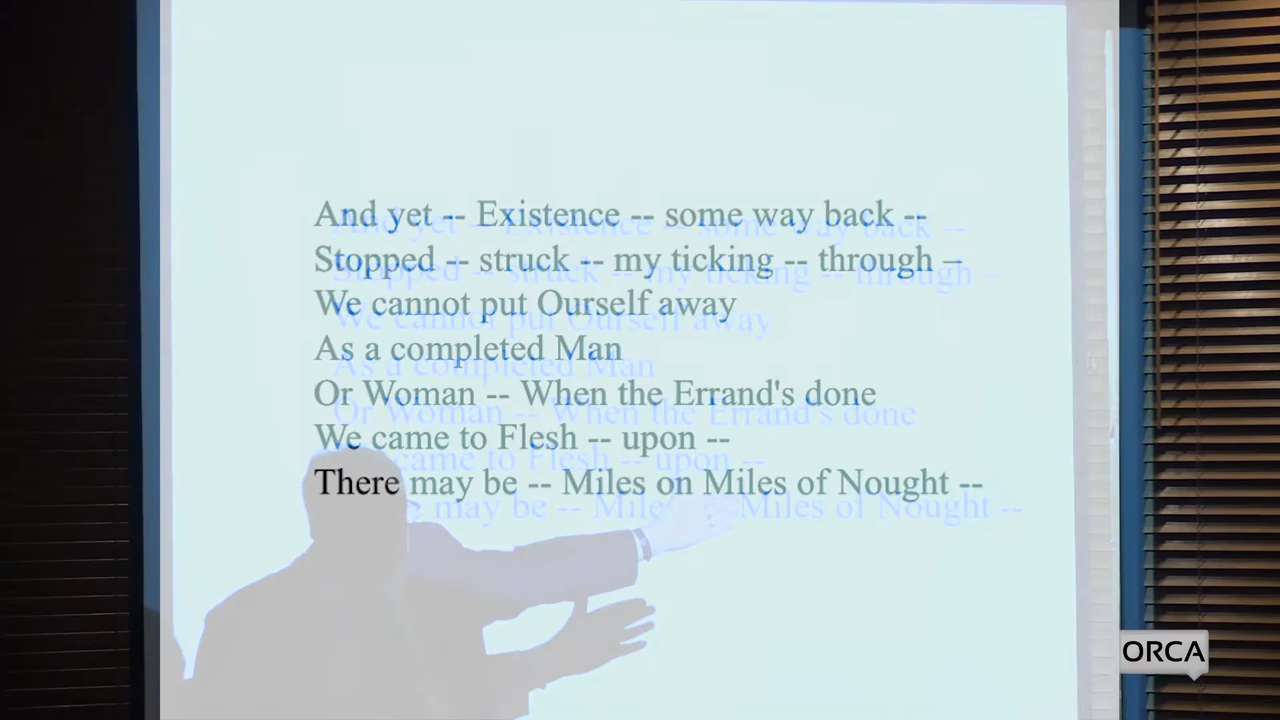 And yet -- Existence -- some way back --
Stopped -- struck -- my ticking -- through –
We cannot put Ourself away
As a completed Man
Or Woman -- When the Errand's done
We came to Flesh -- upon --
There may be -- Miles on Miles of Nought --
ORCA